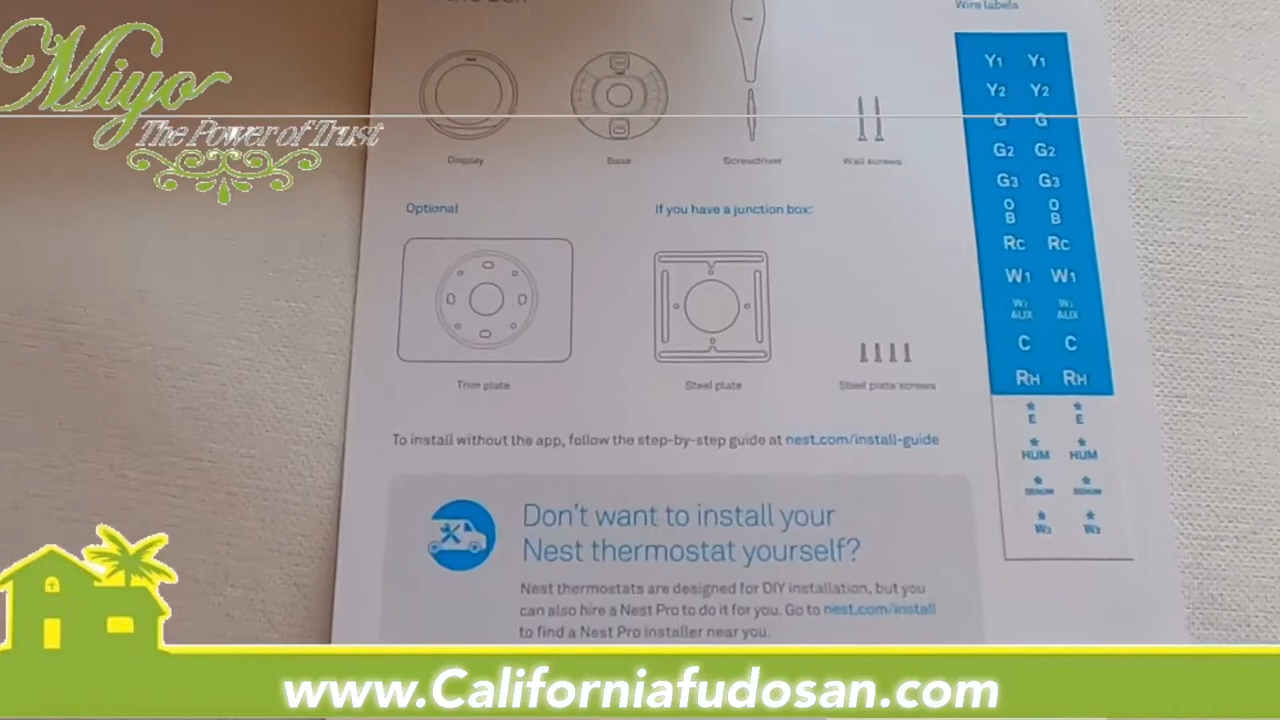 Wire labels
Miyo
The Power of Trust
Display
Base
Screwdriver
Wall screws
Optional
If you have a junction box:
Trim plate
Steel plate
Steel plate screws
Y1 Y1
Y2 Y2
G G
G2 G2
G3 G3
O O
B B
RC RC
W1 W1
W2 W2
AUX AUX
C C
RH RH
* *
E E
* *
HUM HUM
* *
DEHUM DEHUM
* *
W3 W3
To install without the app, follow the step-by-step guide at nest.com/install-guide
Don't want to install your
Nest thermostat yourself?
Nest thermostats are designed for DIY installation, but you
can also hire a Nest Pro to do it for you. Go to nest.com/install
to find a Nest Pro installer near you.
www.Californiafudosan.com